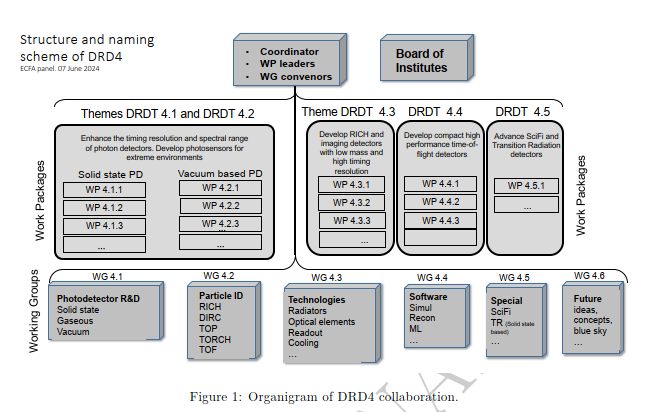 Structure and naming
scheme of DRD4
ECFA panel. 07 June 2024
• Coordinator
• WP leaders
• WG convenors
Board of
Institutes
Themes DRDT 4.1 and DRDT 4.2
Enhance the timing resolution and spectral range
of photon detectors. Develop photosensors for
extreme environments
Solid state PD
WP 4.1.1
WP 4.1.2
WP 4.1.3
...
Vacuum based PD
WP 4.2.1
WP 4.2.2
WP 4.2.3
...
Theme DRDT 4.3
Develop RICH and
imaging detectors
with low mass and
high timing
resolution
WP 4.3.1
WP 4.3.2
WP 4.3.3
...
DRDT 4.4
Develop compact high
performance time-of-
flight detectors
WP 4.4.1
WP 4.4.2
WP 4.4.3
DRDT 4.5
Advance SciFi and
Transition Radiation
detectors
WP 4.5.1
...
Work Packages
Work Packages
Working Groups
WG 4.1
Photodetector R&D
Solid state
Gaseous
Vacuum
WG 4.2
Particle ID
RICH
DIRC
TOP
TORCH
TOF
WG 4.3
Technologies
Radiators
Optical elements
Readout
Cooling
...
WG 4.4
Software
Simul
Recon
ML
...
WG 4.5
Special
SciFi
TR (Solid state
based)
...
WG 4.6
Future
ideas,
concepts,
blue sky
...
Figure 1: Organigram of DRD4 collaboration.